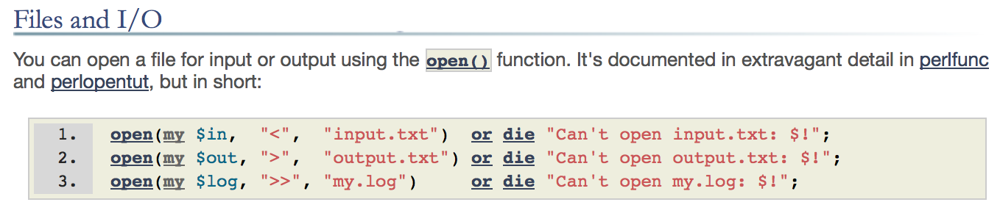 Files and I/O
You can open a file for input or output using the open() function. It's documented in extravagant detail in perlfunc
and perlopentut, but in short:
1. open(my $in,  "<",  "input.txt")  or die "Can't open input.txt: $!";
2. open(my $out, ">",  "output.txt") or die "Can't open output.txt: $!";
3. open(my $log, ">>", "my.log")     or die "Can't open my.log: $!";